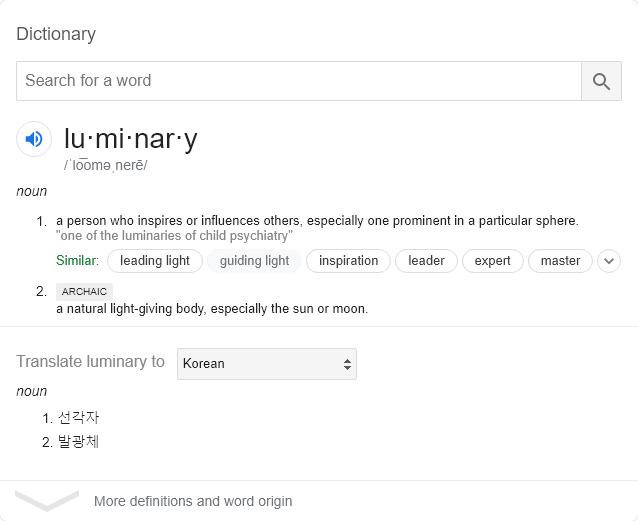 Dictionary
Search for a word
lu·mi·nar·y
/ˈlo͞oməˌnerē/
noun
1. a person who inspires or influences others, especially one prominent in a particular sphere.
"one of the luminaries of child psychiatry"
Similar: leading light guiding light inspiration leader expert master
2. ARCHAIC
a natural light-giving body, especially the sun or moon.
Translate luminary to Korean
noun
1. 선각자
2. 발광체
More definitions and word origin